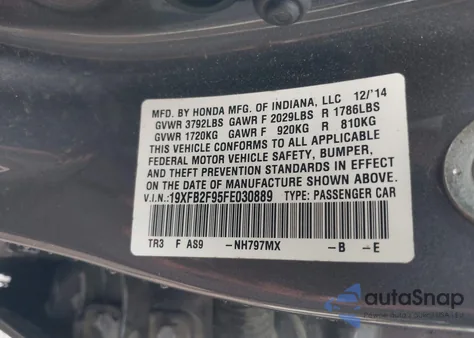 MFD. BY HONDA MFG. OF INDIANA, LLC 12/'14
GVWR 3792LBS GAWR F 2029LBS R 1786LBS
GVWR 1720KG GAWR F 920KG R 810KG
THIS VEHICLE CONFORMS TO ALL APPLICABLE
FEDERAL MOTOR VEHICLE SAFETY, BUMPER,
AND THEFT PREVENTION STANDARDS IN EFFECT
ON THE DATE OF MANUFACTURE SHOWN ABOVE.
V.I.N.:19XFB2F95FE030889 TYPE: PASSENGER CAR
TR3 F AS9 -NH797MX -B -E
autoSnap